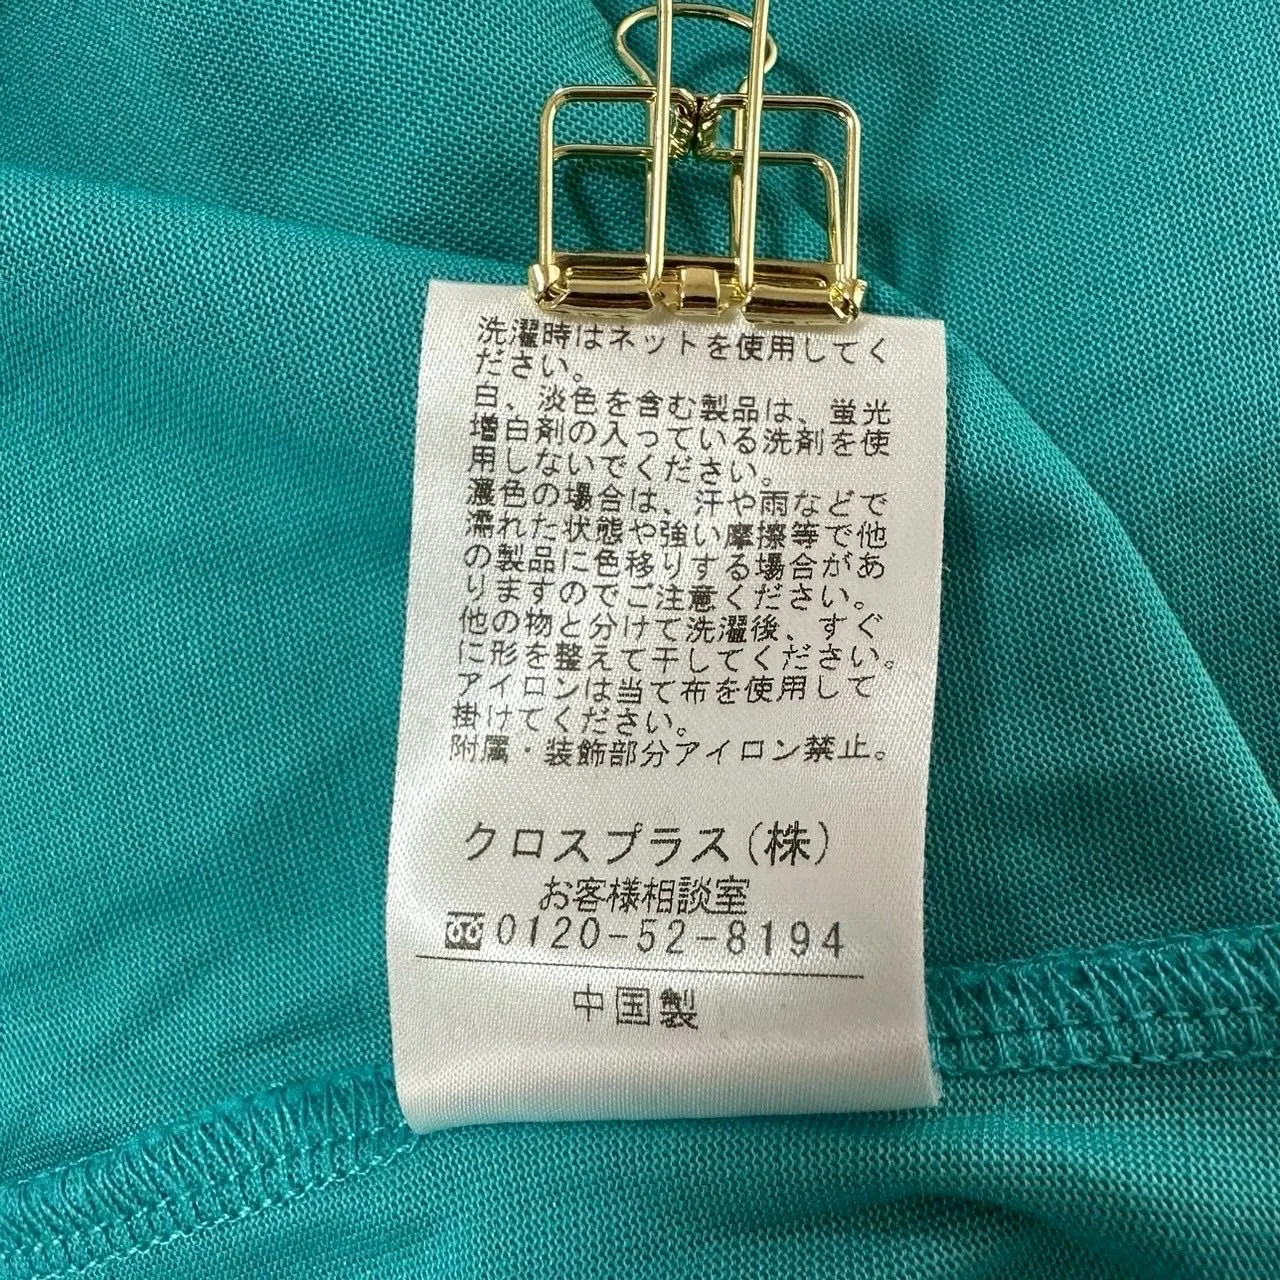 洗濯時はネットを使用してく
ださい。
白、淡色を含む製品は、蛍光
増白剤の入っている洗剤を使
用しないでください。
濃色の場合は、汗や雨などで
濡れた状態や強い摩擦等で他
の製品に色移りする場合があ
りますのでご注意ください。
他の物と分けて洗濯後、すぐ
に形を整えて干してください。
アイロンは当て布を使用して
掛けてください。
附属・装飾部分アイロン禁止。
クロスプラス(株)
お客様相談室
0120-52-8194
中国製